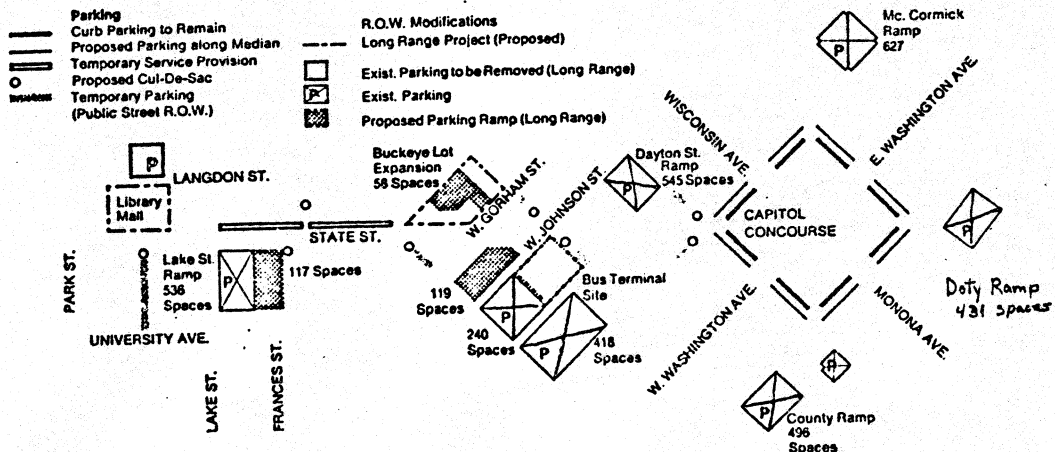 Parking
Curb Parking to Remain
Proposed Parking along Median
Temporary Service Provision
Proposed Cul-De-Sac
Temporary Parking
(Public Street R.O.W.)
R.O.W. Modifications
Long Range Project (Proposed)
Exist. Parking to be Removed (Long Range)
P
Exist. Parking
Proposed Parking Ramp (Long Range)
Mc. Cormick
Ramp
627
P
WISCONSIN AVE.
E. WASHINGTON AVE.
P
LANGDON ST.
Library
Mall
Buckeye Lot
Expansion
56 Spaces
W. GORHAM ST.
W. JOHNSON ST.
Dayton St.
Ramp
545 Spaces
P
STATE ST.
CAPITOL
CONCOURSE
P
Doty Ramp
431 spaces
PARK ST.
Lake St.
Ramp
536
Spaces
P
117 Spaces
119
Spaces
Bus Terminal
Site
P
240
Spaces
P
418
Spaces
UNIVERSITY AVE.
LAKE ST.
FRANCES ST.
W. WASHINGTON AVE.
MONONA AVE.
P
P
County Ramp
496
Spaces